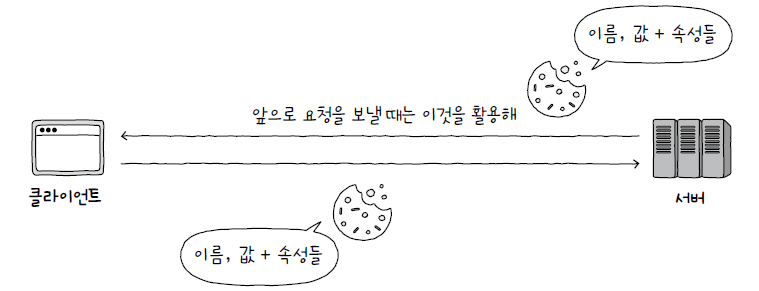 이름, 값 + 속성들
앞으로 요청을 보낼 때는 이것을 활용해
클라이언트
서버
이름, 값 + 속성들